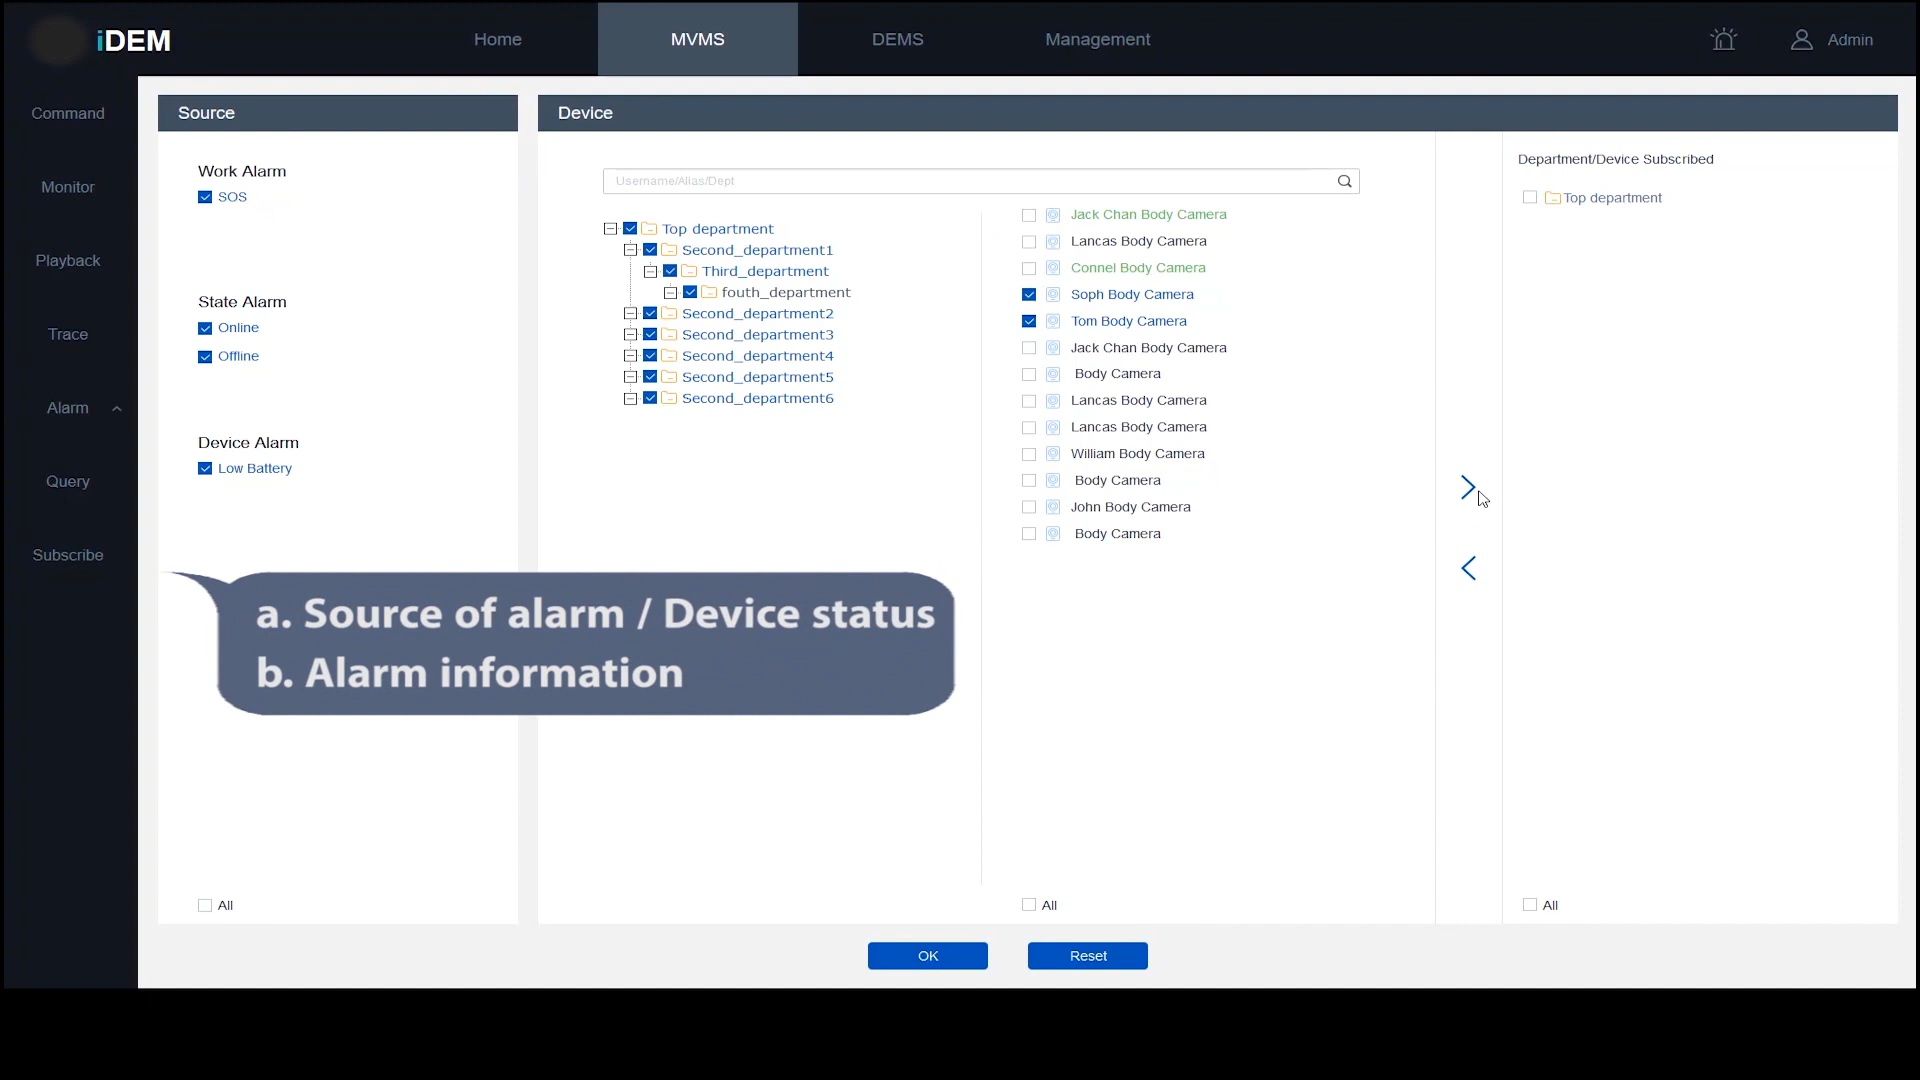 iDEM
Home
MVMS
DEMS
Management
Admin
Command
Monitor
Playback
Trace
Alarm
Query
Subscribe
Source
Work Alarm
SOS
State Alarm
Online
Offline
Device Alarm
Low Battery
All
Device
Username/Alias/Dept
Top department
Second_department1
Third_department
fouth_department
Second_department2
Second_department3
Second_department4
Second_department5
Second_department6
Jack Chan Body Camera
Lancas Body Camera
Connel Body Camera
Soph Body Camera
Tom Body Camera
Jack Chan Body Camera
Body Camera
Lancas Body Camera
Lancas Body Camera
William Body Camera
Body Camera
John Body Camera
Body Camera
All
Department/Device Subscribed
Top department
All
a. Source of alarm / Device status
b. Alarm information
OK
Reset